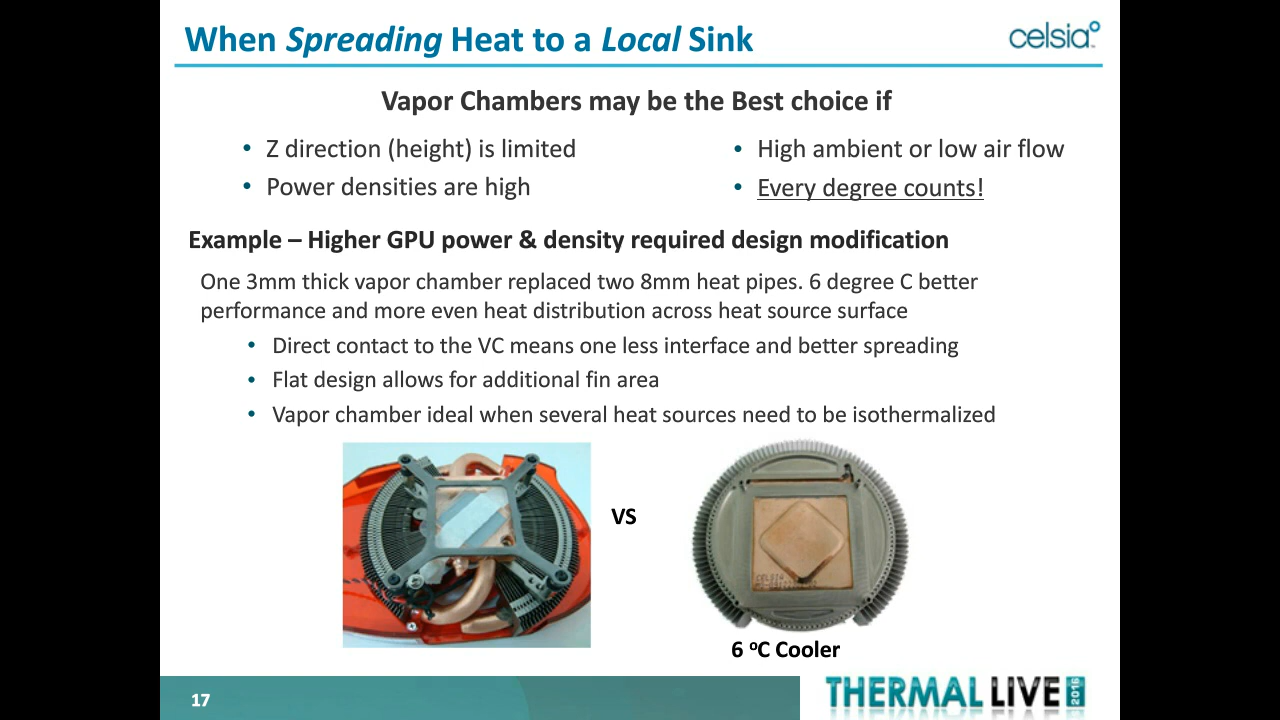 When Spreading Heat to a Local Sink
celsia
Vapor Chambers may be the Best choice if
• Z direction (height) is limited
• Power densities are high
• High ambient or low air flow
• Every degree counts!
Example – Higher GPU power & density required design modification
One 3mm thick vapor chamber replaced two 8mm heat pipes. 6 degree C better
performance and more even heat distribution across heat source surface
• Direct contact to the VC means one less interface and better spreading
• Flat design allows for additional fin area
• Vapor chamber ideal when several heat sources need to be isothermalized
VS
CELSIA
6 ⁰C Cooler
17
THERMAL LIVE 2016